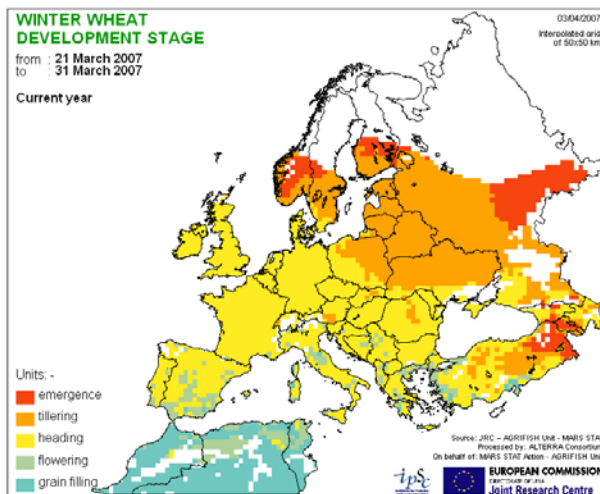 WINTER WHEAT
DEVELOPMENT STAGE
from : 21 March 2007
to : 31 March 2007
Current year
03/04/2007
Interpolated grid
of 50x50 km
Units: -
emergence
tillering
heading
flowering
grain filling
Source: JRC - AGRIFISH Unit - MARS STAT
Processed by: ALTERRA Consortium
On behalf of: MARS STAT Action - AGRIFISH Unit
ipsc
EUROPEAN COMMISSION
Joint Research Centre